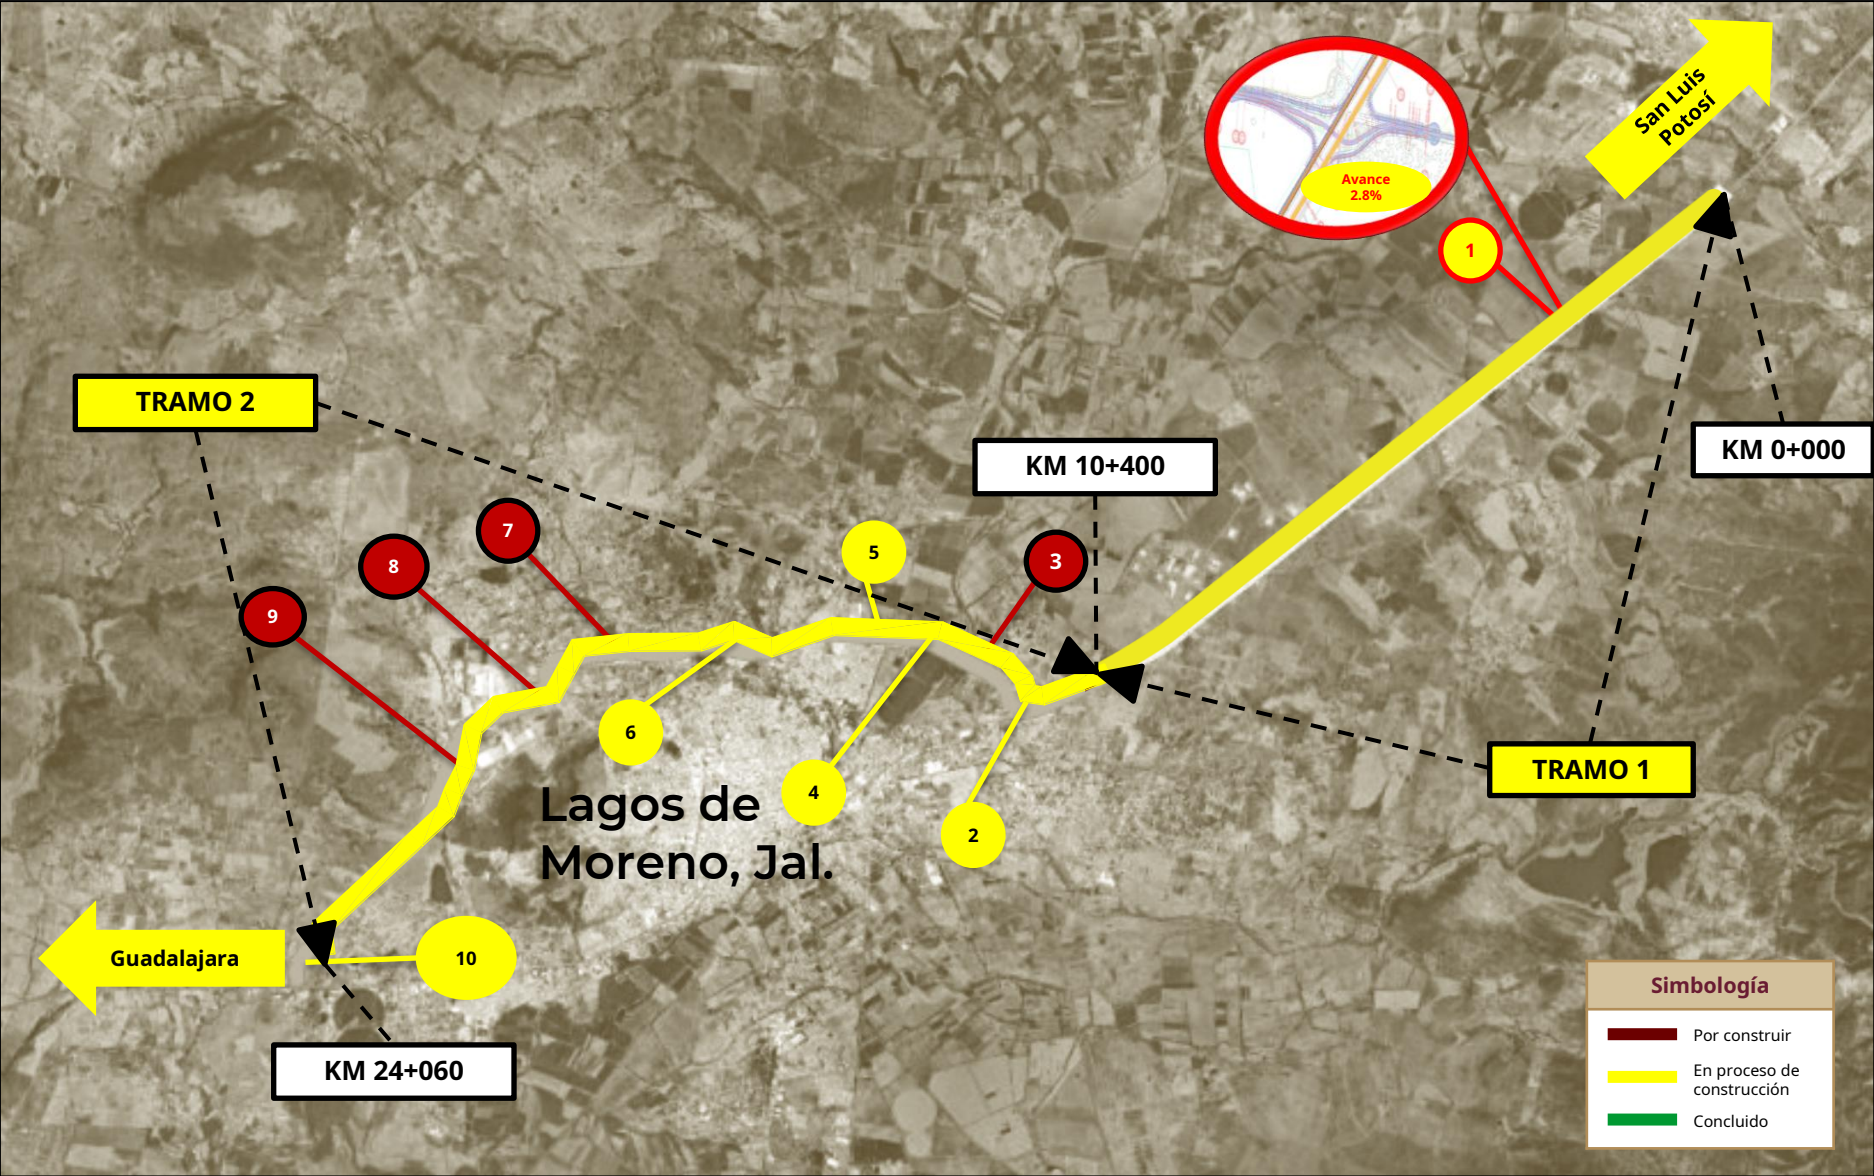 San Luis
Potosí
Avance
2.8%
1
TRAMO 2
KM 10+400
KM 0+000
7
5
3
8
9
6
TRAMO 1
Lagos de
Moreno, Jal.
4
2
Guadalajara
10
KM 24+060
Simbología
Por construir
En proceso de
construcción
Concluido